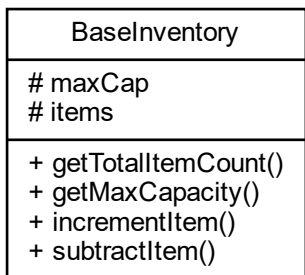 BaseInventory
# maxCap
# items
+ getTotalItemCount()
+ getMaxCapacity()
+ incrementItem()
+ subtractItem()